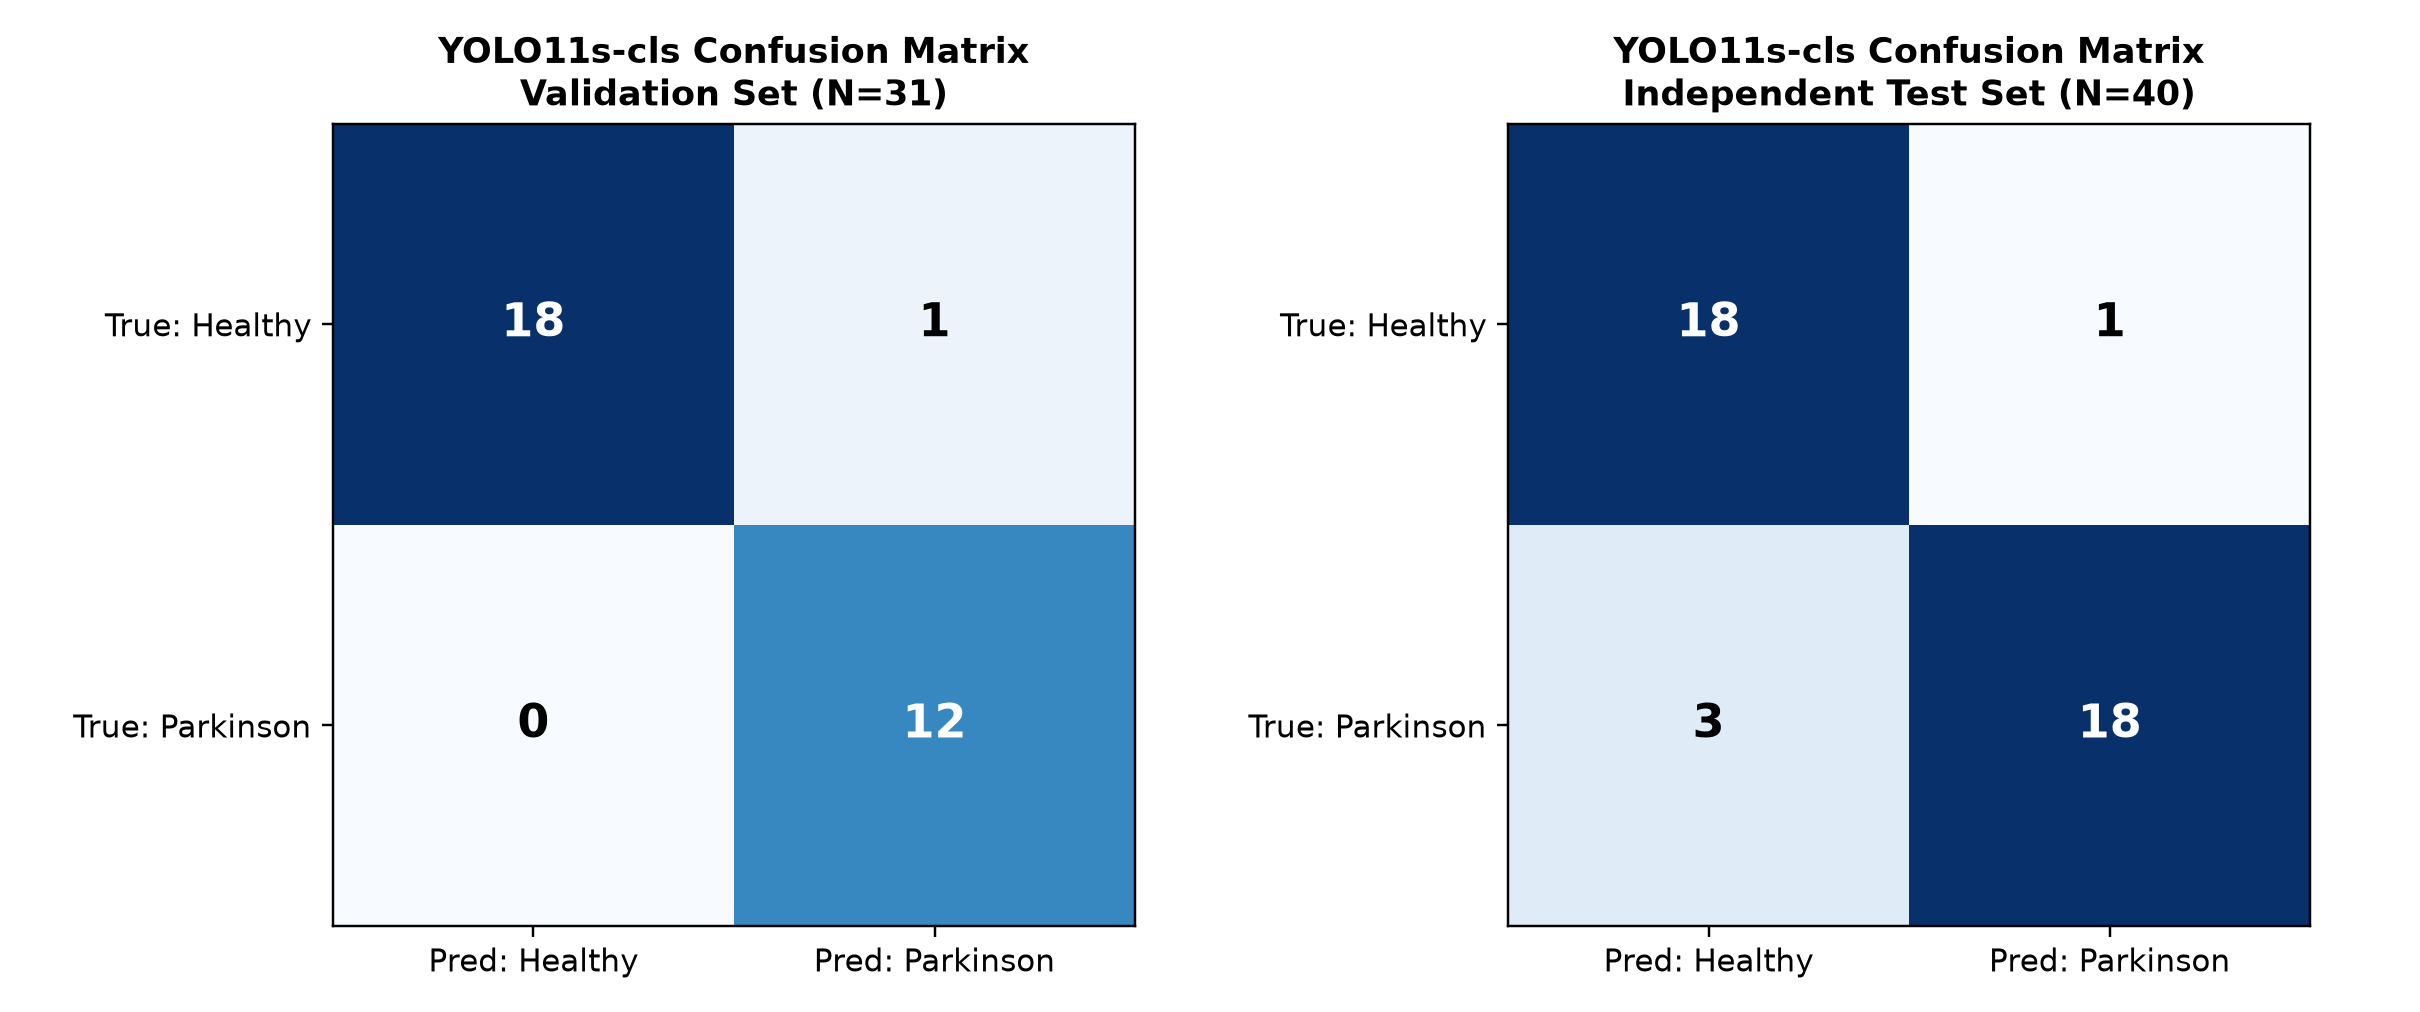 YOLO11s-cls Confusion Matrix
Validation Set (N=31)
True: Healthy
18
1
True: Parkinson
0
12
Pred: Healthy
Pred: Parkinson
YOLO11s-cls Confusion Matrix
Independent Test Set (N=40)
True: Healthy
18
1
True: Parkinson
3
18
Pred: Healthy
Pred: Parkinson